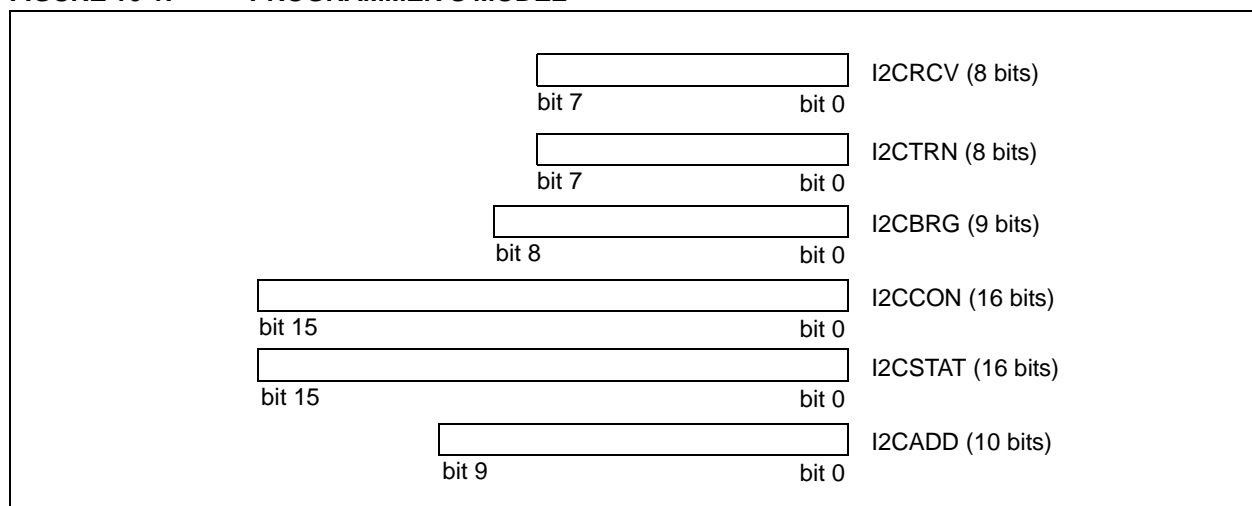 I2CRCV (8 bits)
bit 7 bit 0
I2CTRN (8 bits)
bit 7 bit 0
I2CBRG (9 bits)
bit 8 bit 0
I2CCON (16 bits)
bit 15 bit 0
I2CSTAT (16 bits)
bit 15 bit 0
I2CADD (10 bits)
bit 9 bit 0